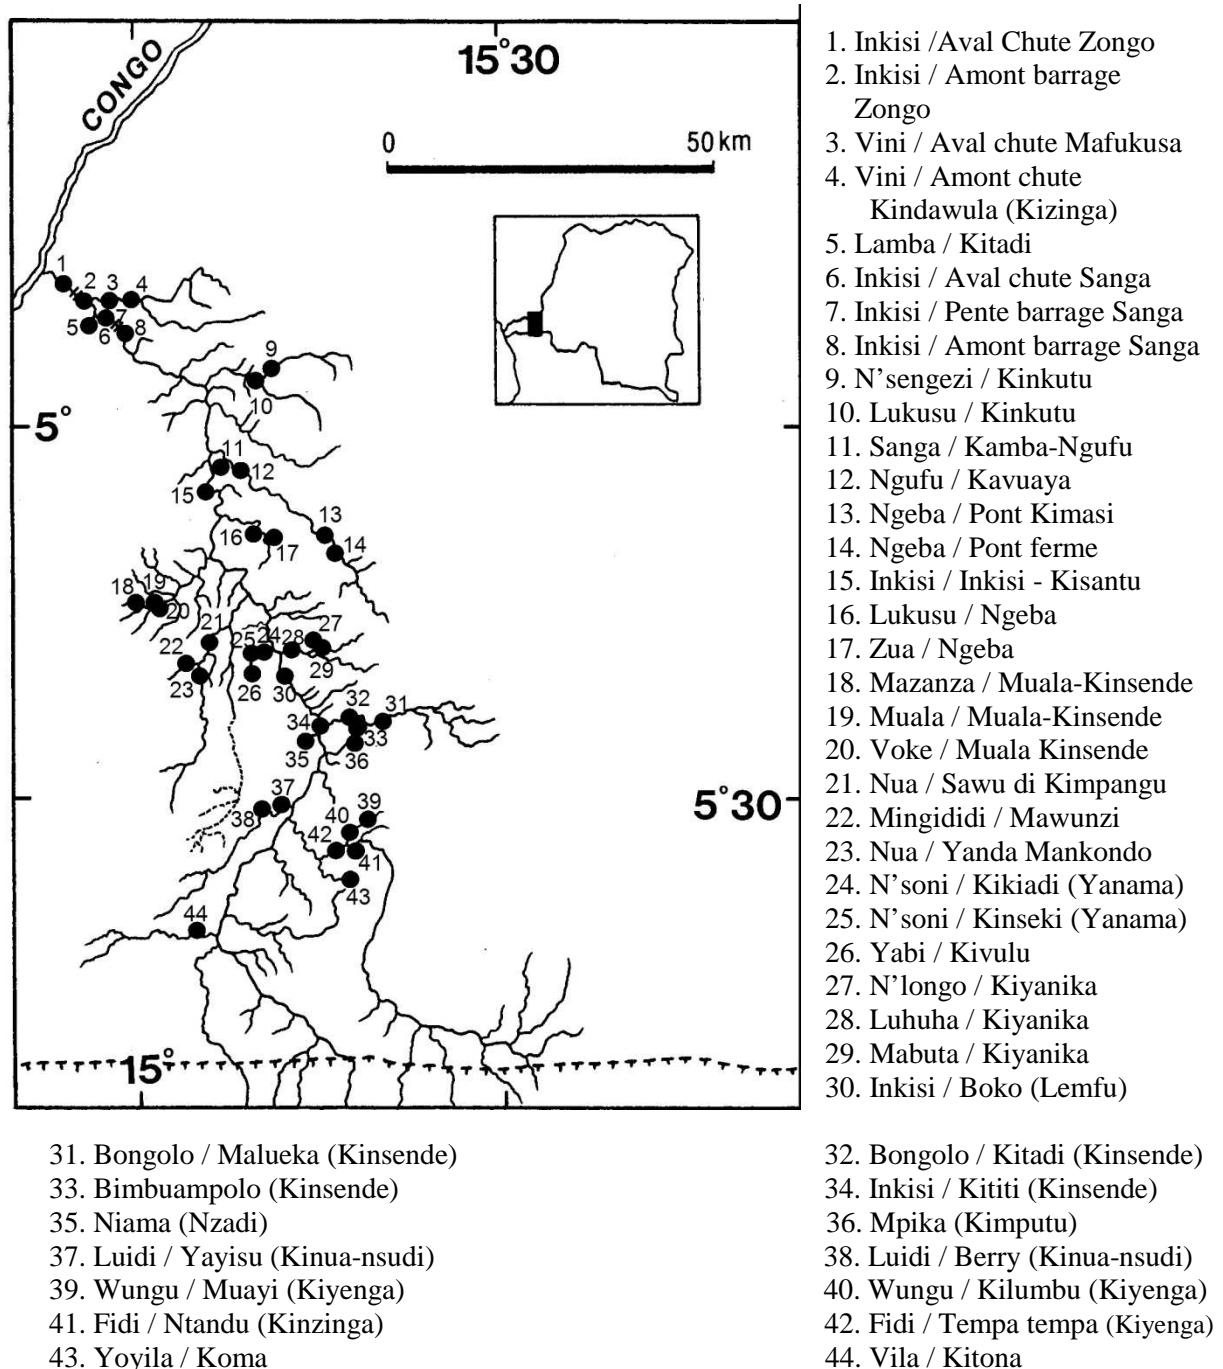 CONGO
15°30
0 50 km
1
2
3
4
5
6
7
8
9
10
5°
11
12
15
13
14
16
17
18
19
20
21
22
23
24
25
26
27
28
29
30
31
32
33
34
35
36
37
38
39
40
41
42
43
5°30
44
15°
1. Inkisi /Aval Chute Zongo
2. Inkisi / Amont barrage
Zongo
3. Vini / Aval chute Mafukusa
4. Vini / Amont chute
Kindawula (Kizinga)
5. Lamba / Kitadi
6. Inkisi / Aval chute Sanga
7. Inkisi / Pente barrage Sanga
8. Inkisi / Amont barrage Sanga
9. N’sengezi / Kinkutu
10. Lukusu / Kinkutu
11. Sanga / Kamba-Ngufu
12. Ngufu / Kavuaya
13. Ngeba / Pont Kimasi
14. Ngeba / Pont ferme
15. Inkisi / Inkisi - Kisantu
16. Lukusu / Ngeba
17. Zua / Ngeba
18. Mazanza / Muala-Kinsende
19. Muala / Muala-Kinsende
20. Voke / Muala Kinsende
21. Nua / Sawu di Kimpangu
22. Mingididi / Mawunzi
23. Nua / Yanda Mankondo
24. N’soni / Kikiadi (Yanama)
25. N’soni / Kinseki (Yanama)
26. Yabi / Kivulu
27. N’longo / Kiyanika
28. Luhuha / Kiyanika
29. Mabuta / Kiyanika
30. Inkisi / Boko (Lemfu)
31. Bongolo / Malueka (Kinsende)
32. Bongolo / Kitadi (Kinsende)
33. Bimbuampolo (Kinsende)
34. Inkisi / Kititi (Kinsende)
35. Niama (Nzadi)
36. Mpika (Kimputu)
37. Luidi / Yayisu (Kinua-nsudi)
38. Luidi / Berry (Kinua-nsudi)
39. Wungu / Muayi (Kiyenga)
40. Wungu / Kilumbu (Kiyenga)
41. Fidi / Ntandu (Kinzinga)
42. Fidi / Tempa tempa (Kiyenga)
43. Yoyila / Koma
44. Vila / Kitona